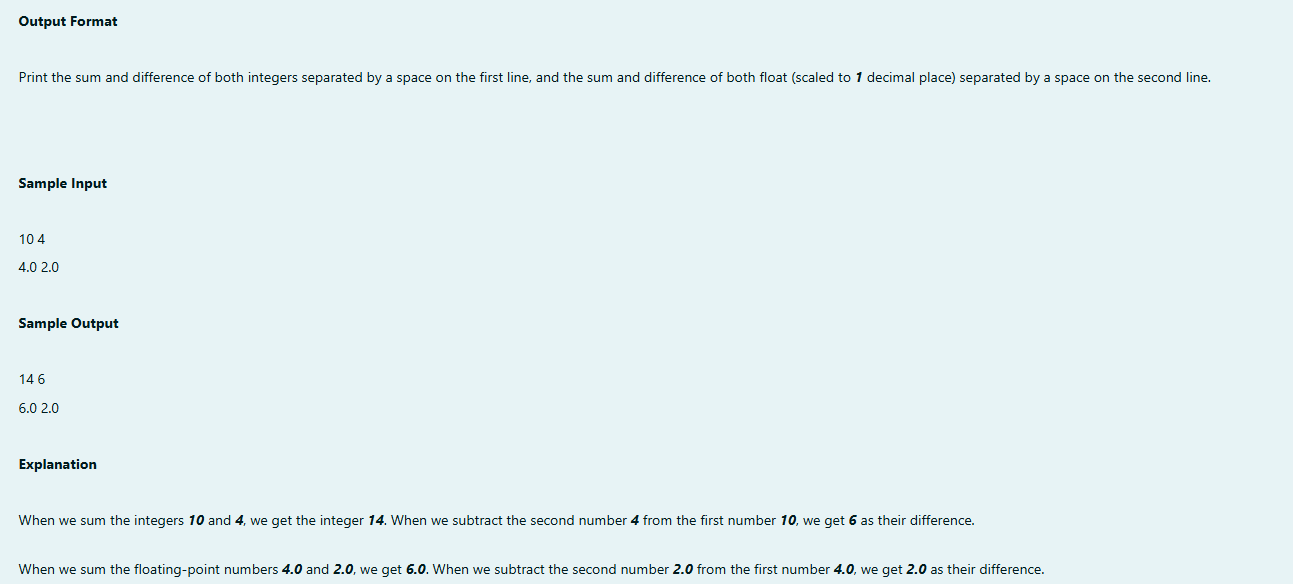 Output Format
Print the sum and difference of both integers separated by a space on the first line, and the sum and difference of both float (scaled to 1 decimal place) separated by a space on the second line.
Sample Input
10 4
4.0 2.0
Sample Output
14 6
6.0 2.0
Explanation
When we sum the integers 10 and 4, we get the integer 14. When we subtract the second number 4 from the first number 10, we get 6 as their difference.
When we sum the floating-point numbers 4.0 and 2.0, we get 6.0. When we subtract the second number 2.0 from the first number 4.0, we get 2.0 as their difference.